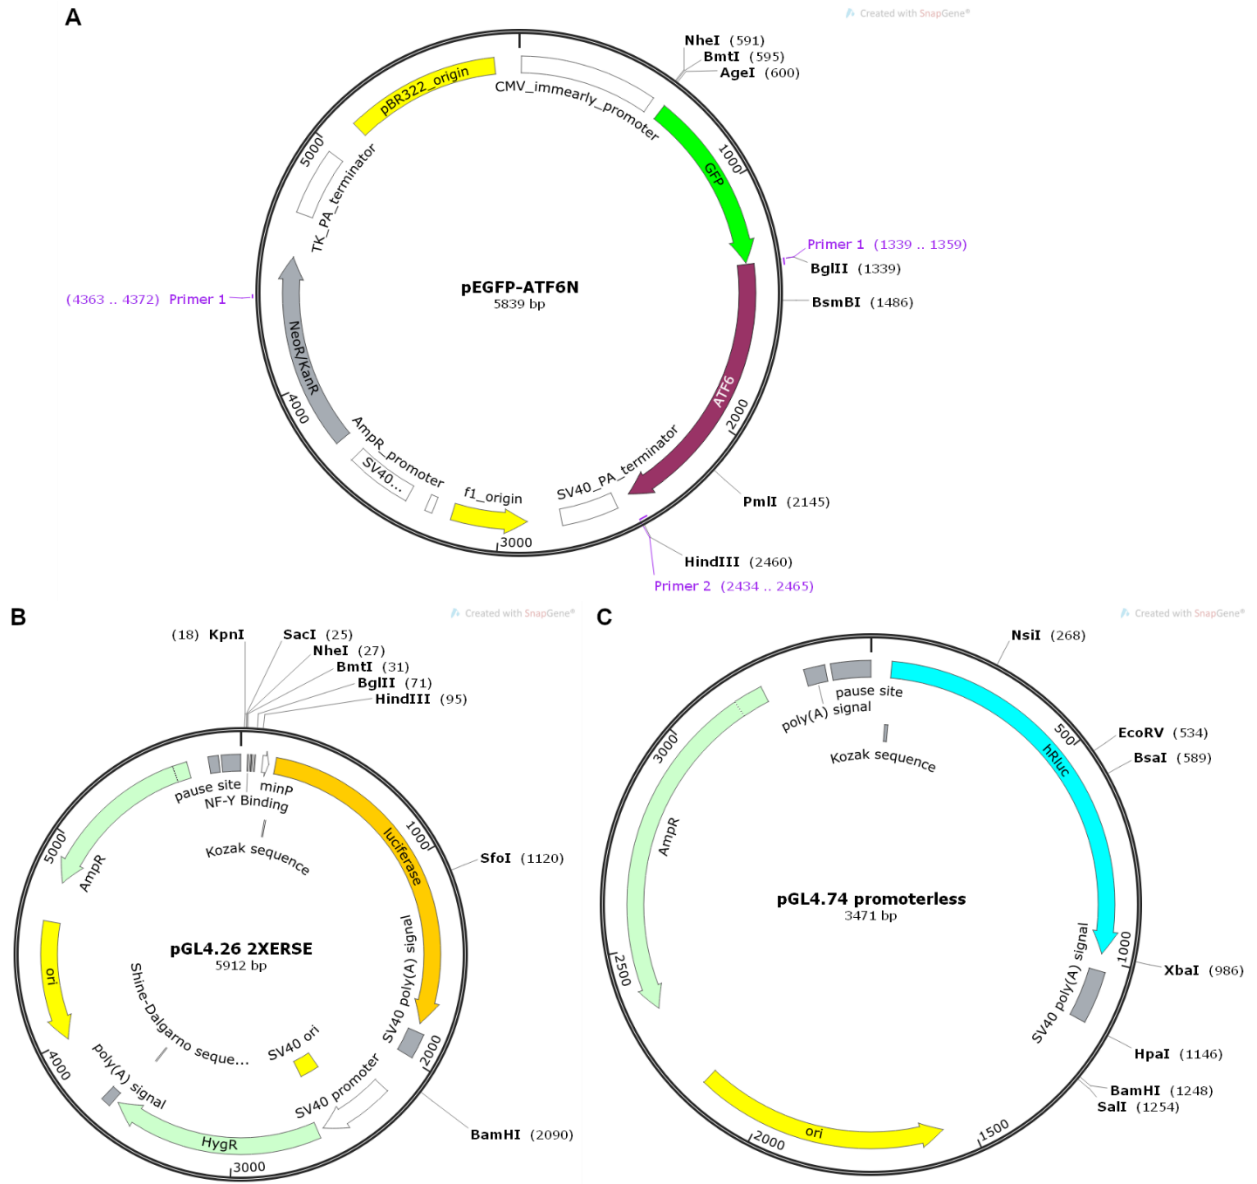 A
Created with SnapGene®
NheI (591)
BmtI (595)
AgeI (600)
pBR322_origin
CMV_immearly_promoter
5000
1000
TK_PA_terminator
GFP
Primer 1 (1339 .. 1359)
BglII (1339)
(4363 .. 4372) Primer 1
pEGFP-ATF6N
5839 bp
BsmBI (1486)
NeoR/KanR
ATF6
4000
2000
AmpR_promoter
SV40_PA_terminator
SV40...
f1_origin
PmlI (2145)
3000
HindIII (2460)
Primer 2 (2434 .. 2465)
B
Created with SnapGene®
(18) KpnI
SacI (25)
NheI (27)
BmtI (31)
BglII (71)
HindIII (95)
pause site
minP
NF-Y Binding
5000
1000
Kozak sequence
luciferase
AmpR
SfoI (1120)
pGL4.26 2XERSE
5912 bp
ori
Shine-Dalgarno seque...
SV40 ori
SV40 poly(A) signal
4000
2000
poly(A) signal
SV40 promoter
BamHI (2090)
HygR
3000
C
Created with SnapGene®
NsiI (268)
pause site
poly(A) signal
3000
500
Kozak sequence
hRluc
EcoRV (534)
BsaI (589)
AmpR
pGL4.74 promoterless
3471 bp
2500
1000
XbaI (986)
SV40 poly(A) signal
HpaI (1146)
BamHI (1248)
SalI (1254)
ori
2000
1500